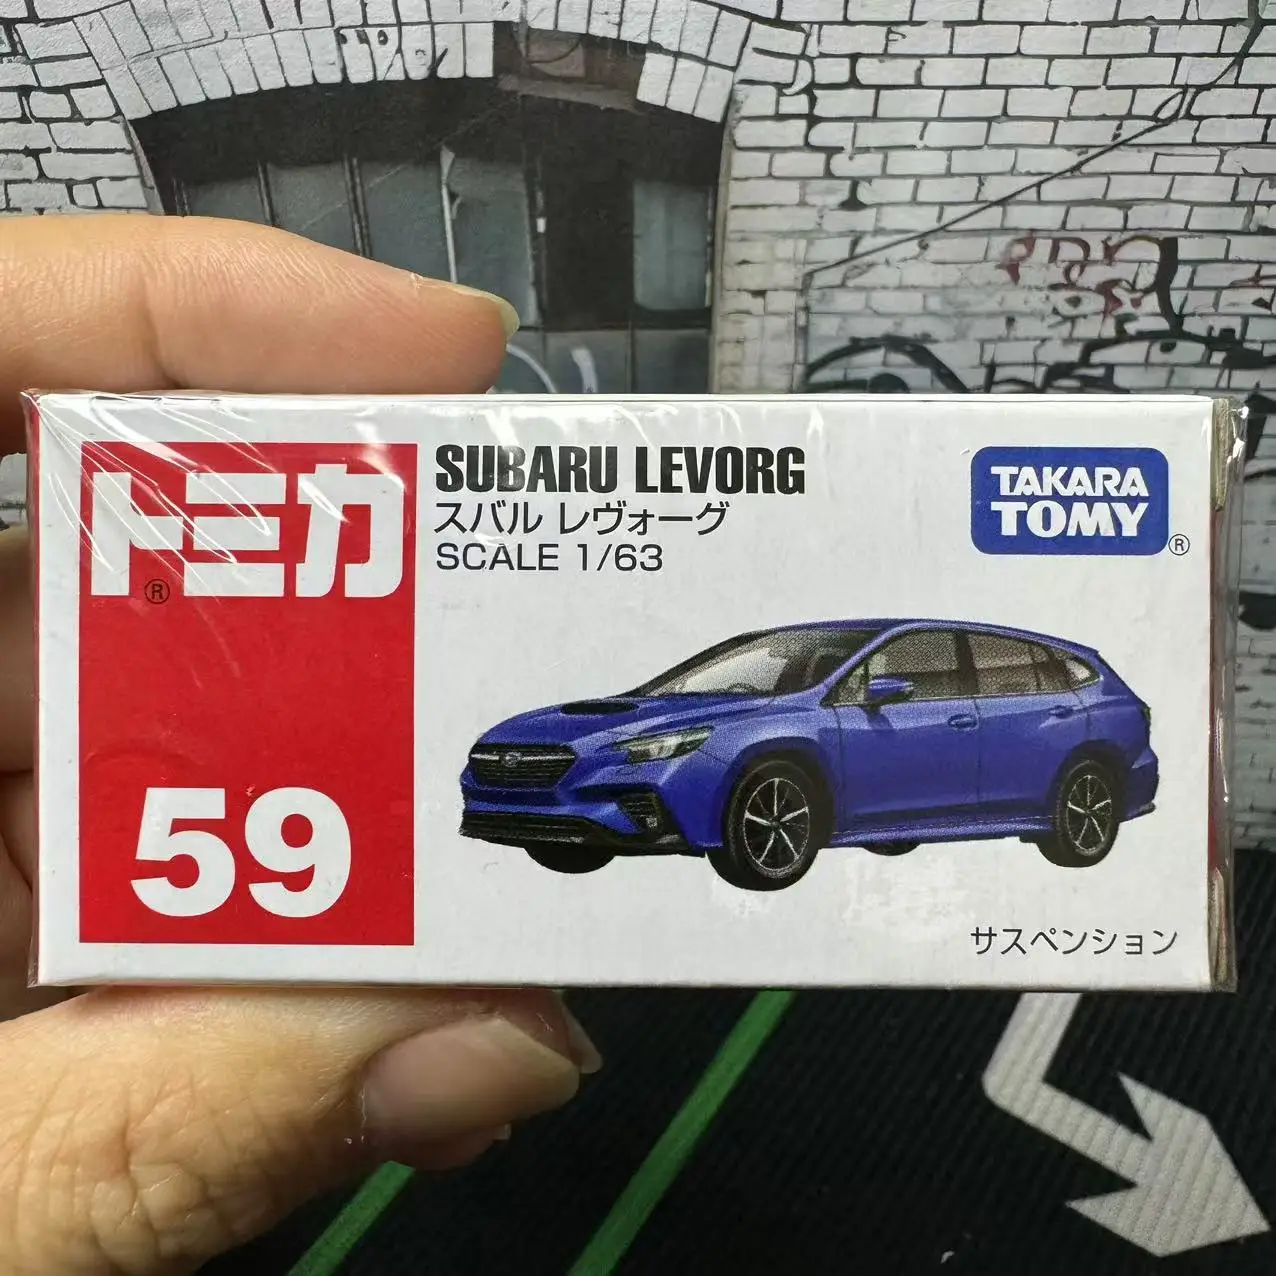 トミカ®
59
SUBARU LEVORG
スバル レヴォーグ
SCALE 1/63
TAKARA
TOMY®
サスペンション